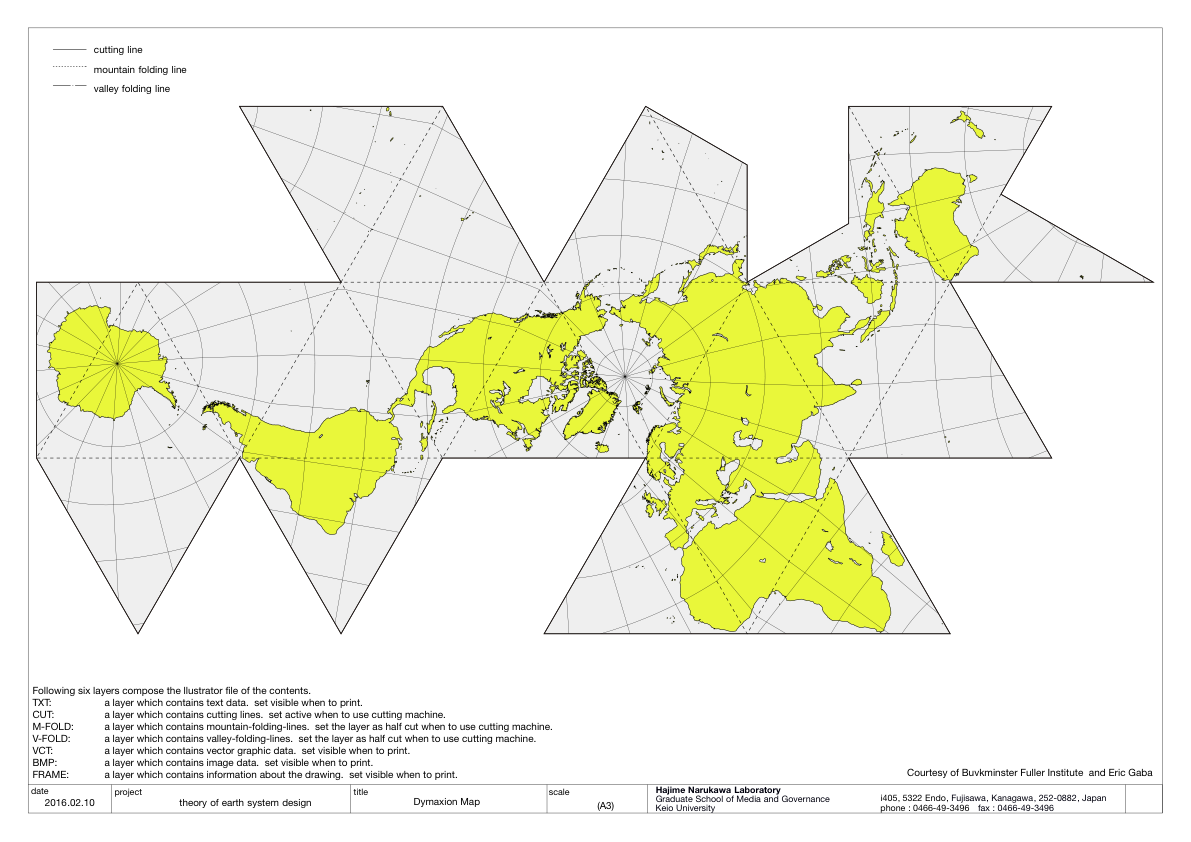 cutting line
mountain folding line
valley folding line
Following six layers compose the Ilustrator file of the contents.
TXT: a layer which contains text data. set visible when to print.
CUT: a layer which contains cutting lines. set active when to use cutting machine.
M-FOLD: a layer which contains mountain-folding-lines. set the layer as half cut when to use cutting machine.
V-FOLD: a layer which contains valley-folding-lines. set the layer as half cut when to use cutting machine.
VCT: a layer which contains vector graphic data. set visible when to print.
BMP: a layer which contains image data. set visible when to print.
FRAME: a layer which contains information about the drawing. set visible when to print.
Courtesy of Buvkminster Fuller Institute and Eric Gaba
date
2016.02.10
project
theory of earth system design
title
Dymaxion Map
scale
(A3)
Hajime Narukawa Laboratory
Graduate School of Media and Governance
Keio University
i405, 5322 Endo, Fujisawa, Kanagawa, 252-0882, Japan
phone : 0466-49-3496 fax : 0466-49-3496